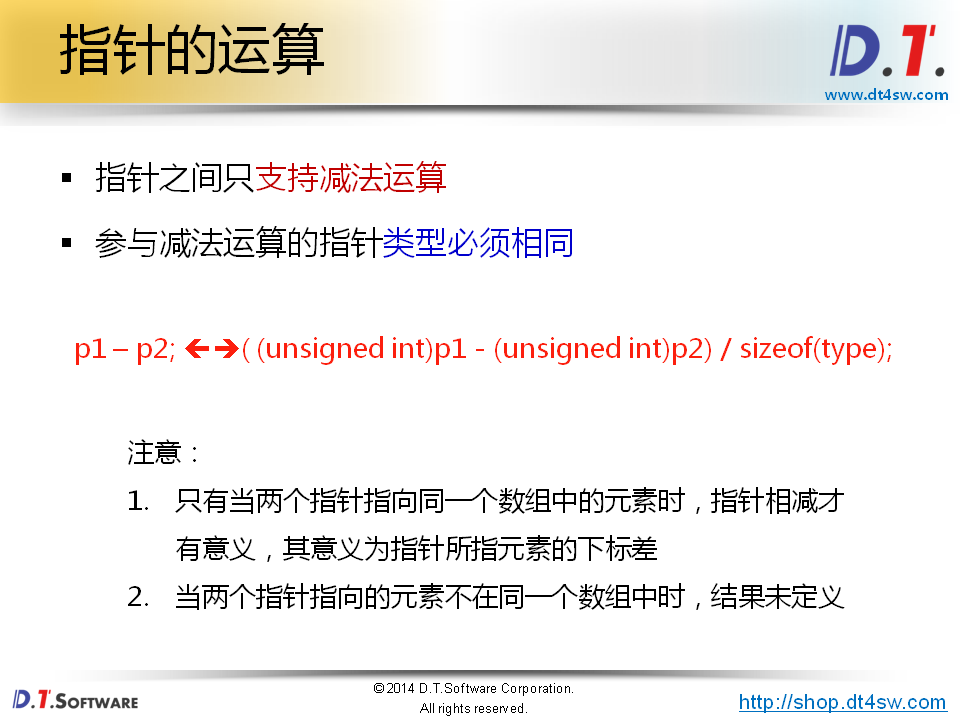 指针的运算
D.T.
www.dt4sw.com
▪ 指针之间只支持减法运算
▪ 参与减法运算的指针类型必须相同
p1 – p2; 🡰🡲( (unsigned int)p1 - (unsigned int)p2) / sizeof(type);
注意：
1. 只有当两个指针指向同一个数组中的元素时，指针相减才
有意义，其意义为指针所指元素的下标差
2. 当两个指针指向的元素不在同一个数组中时，结果未定义
D.T.SOFTWARE
©2014 D.T.Software Corporation.
All rights reserved.
http://shop.dt4sw.com